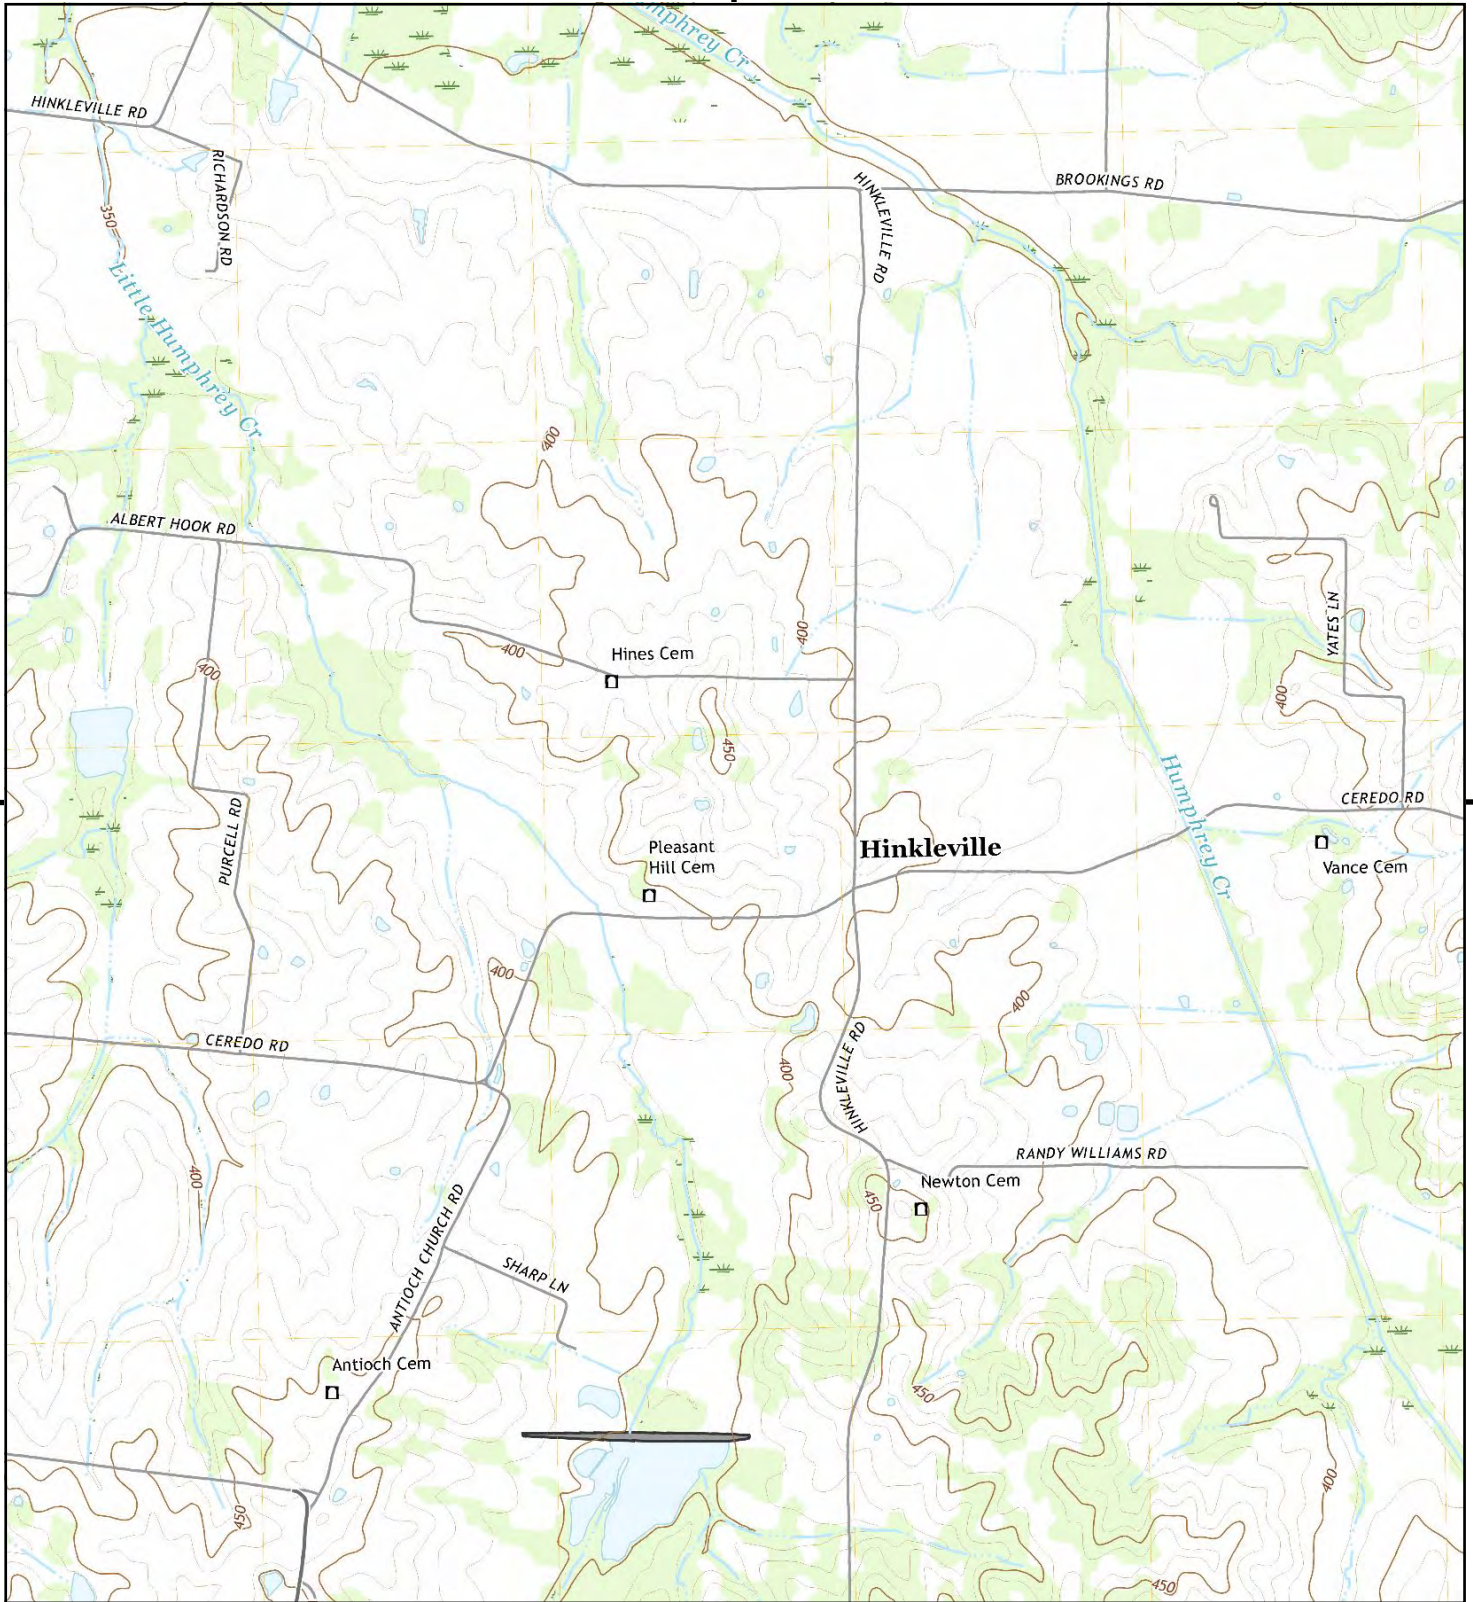 Humphrey Cr
HINKLEVILLE RD
RICHARDSON RD
HINKLEVILLE RD
BROOKINGS RD
350
Little Humphrey Cr
400
ALBERT HOOK RD
YATES LN
400
400
Hines Cem
400
400
450
Humphrey Cr
CEREDO RD
PURCELL RD
Pleasant
Hill Cem
Hinkleville
Vance Cem
400
400
CEREDO RD
HINKLEVILLE RD
400
RANDY WILLIAMS RD
400
Newton Cem
450
ANTIOCH CHURCH RD
SHARP LN
Antioch Cem
450
400
450
450